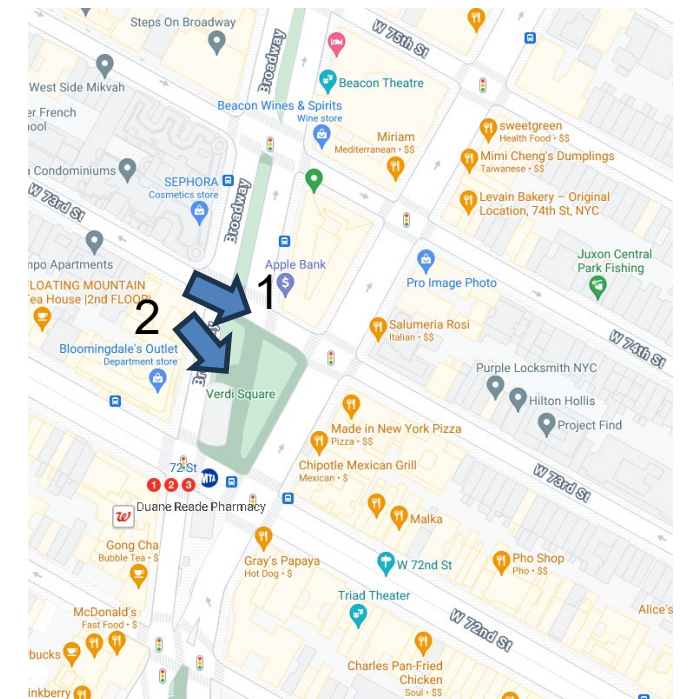 Steps On Broadway
Broadway
W 75th St
West Side Mikvah
Beacon Theatre
er French
ool
Beacon Wines & Spirits
Wine store
Miriam
Mediterranean • $$
sweetgreen
Health Food • $$
Mimi Cheng's Dumplings
Taiwanese • $$
a Condominiums
SEPHORA
Cosmetics store
Levain Bakery – Original
Location, 74th St, NYC
W 73rd St
Broadway
mpo Apartments
Apple Bank
$
Pro Image Photo
Juxon Central
Park Fishing
FLOATING MOUNTAIN
Tea House |2nd FLOOR|
1
2
Salumeria Rosi
Italian • $$
W 74th St
Bloomingdale's Outlet
Department store
Verdi Square
Purple Locksmith NYC
Hilton Hollis
Project Find
Made in New York Pizza
Pizza • $$
72 St
1 2 3
MTA
Chipotle Mexican Grill
Mexican • $
W 73rd St
Duane Reade Pharmacy
Malka
Gong Cha
Bubble Tea • $
Gray's Papaya
Hot Dog • $
W 72nd St
Pho Shop
Pho • $$
Triad Theater
McDonald's
Fast Food • $
W 72nd St
Alice's
bucks
Charles Pan-Fried
Chicken
Soul • $$
inkberry